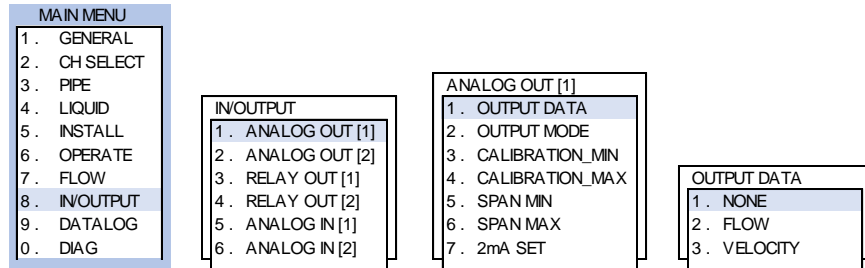 MAIN MENU
1. GENERAL
2. CH SELECT
3. PIPE
4. LIQUID
5. INSTALL
6. OPERATE
7. FLOW
8. IN/OUTPUT
9. DATALOG
0. DIAG
IN/OUTPUT
1. ANALOG OUT [1]
2. ANALOG OUT [2]
3. RELAY OUT [1]
4. RELAY OUT [2]
5. ANALOG IN [1]
6. ANALOG IN [2]
ANALOG OUT [1]
1. OUTPUT DATA
2. OUTPUT MODE
3. CALIBRATION_MIN
4. CALIBRATION_MAX
5. SPAN MIN
6. SPAN MAX
7. 2mA SET
OUTPUT DATA
1. NONE
2. FLOW
3. VELOCITY